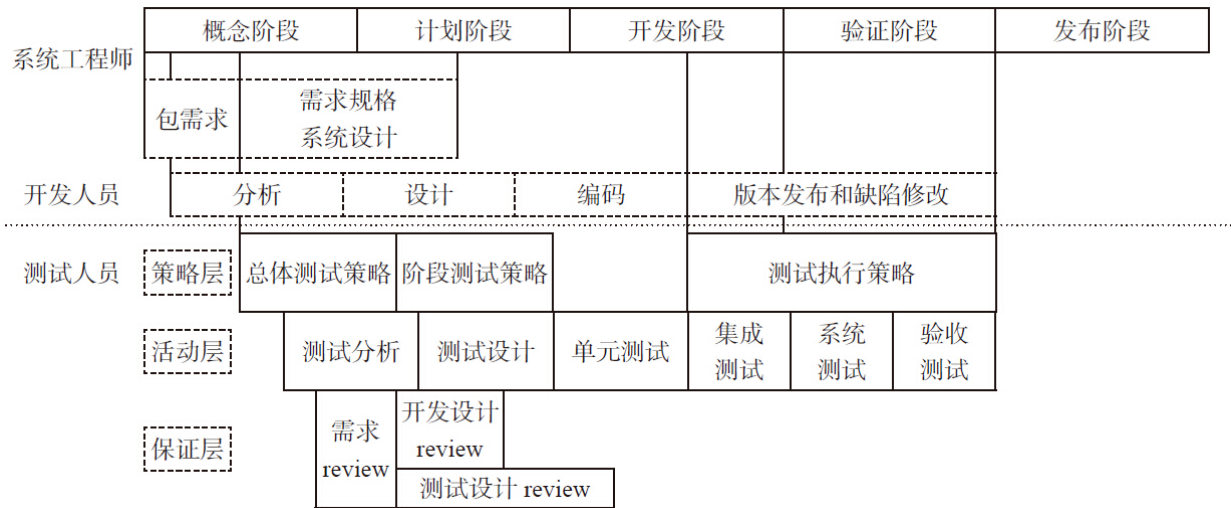 概念阶段
计划阶段
开发阶段
验证阶段
发布阶段
系统工程师
包需求
需求规格
系统设计
开发人员
分析
设计
编码
版本发布和缺陷修改
测试人员
策略层
总体测试策略
阶段测试策略
测试执行策略
活动层
测试分析
测试设计
单元测试
集成
测试
系统
测试
验收
测试
保证层
需求
review
开发设计
review
测试设计 review